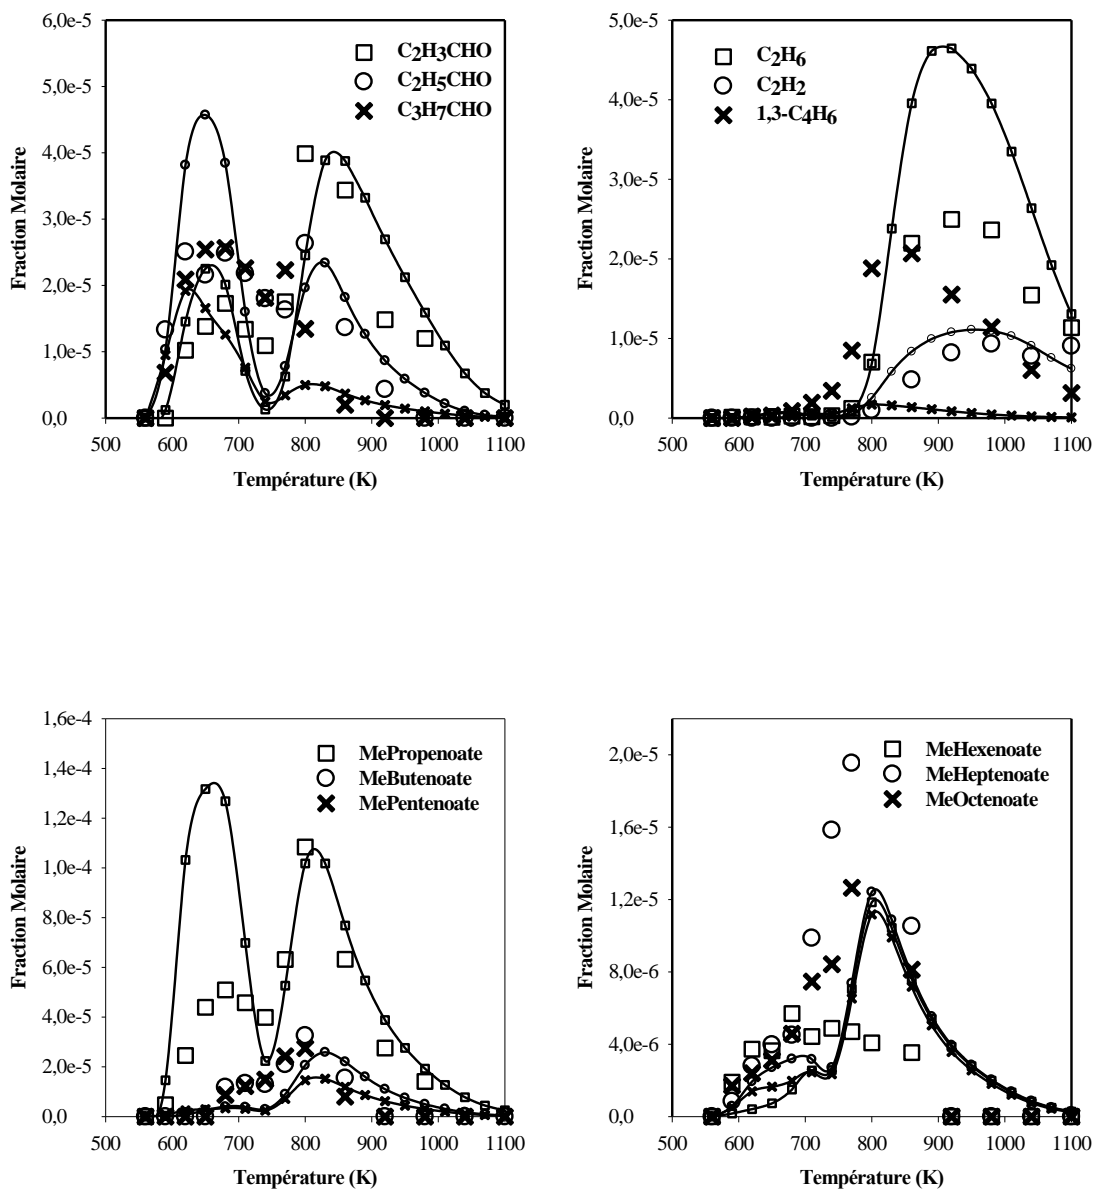 6,0e-5
5,0e-5
4,0e-5
3,0e-5
2,0e-5
1,0e-5
0,0
Fraction Molaire
C2H3CHO
C2H5CHO
C3H7CHO
500 600 700 800 900 1000 1100
Température (K)
5,0e-5
4,0e-5
3,0e-5
2,0e-5
1,0e-5
0,0
Fraction Molaire
C2H6
C2H2
1,3-C4H6
500 600 700 800 900 1000 1100
Température (K)
1,6e-4
1,4e-4
1,2e-4
1,0e-4
8,0e-5
6,0e-5
4,0e-5
2,0e-5
0,0
Fraction Molaire
MePropenoate
MeButenoate
MePentenoate
500 600 700 800 900 1000 1100
Température (K)
2,0e-5
1,6e-5
1,2e-5
8,0e-6
4,0e-6
0,0
Fraction Molaire
MeHexenoate
MeHeptenoate
MeOctenoate
500 600 700 800 900 1000 1100
Température (K)